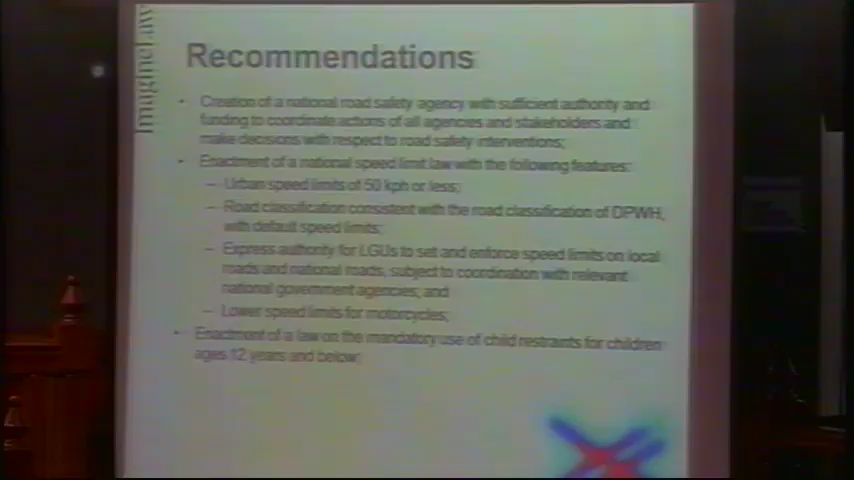 ImagineLaw
Recommendations
• Creation of a national road safety agency with sufficient authority and
funding to coordinate actions of all agencies and stakeholders and
make decisions with respect to road safety interventions;
• Enactment of a national speed limit law with the following features:
– Urban speed limits of 50 kph or less;
– Road classification consistent with the road classification of DPWH,
with default speed limits;
– Express authority for LGUs to set and enforce speed limits on local
roads and national roads, subject to coordination with relevant
national government agencies; and
– Lower speed limits for motorcycles;
• Enactment of a law on the mandatory use of child restraints for children
ages 12 years and below;